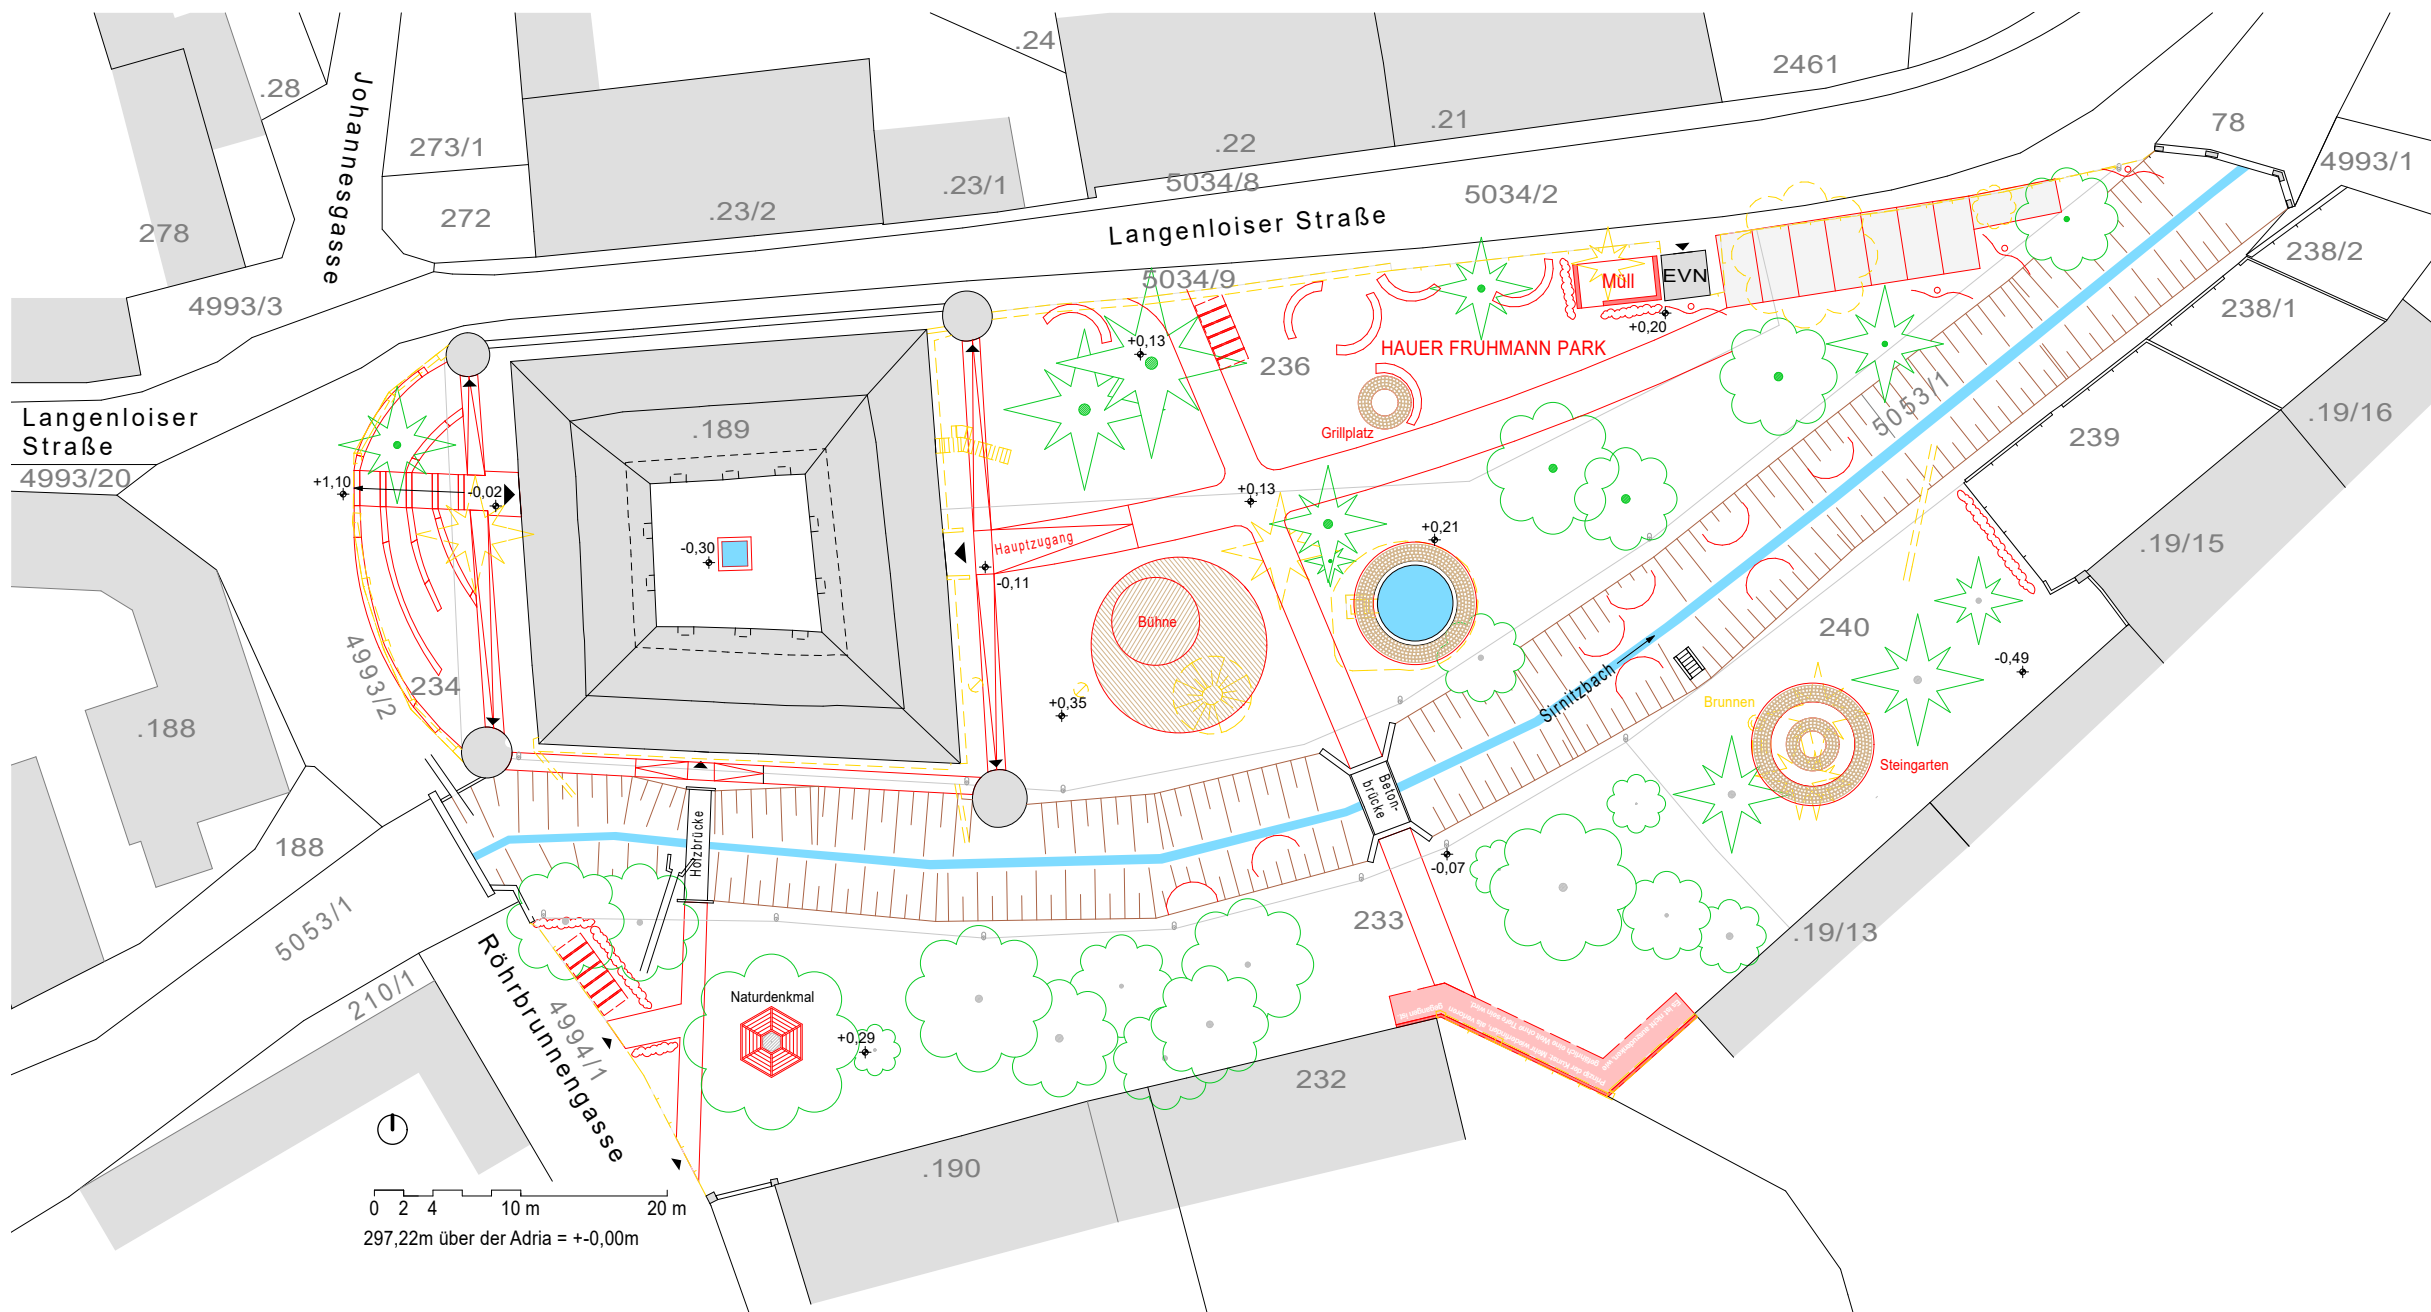 .24
2461
.28
Johannesgasse
273/1
.22
.21
78
4993/1
278
272
.23/2
.23/1
5034/8
5034/2
Langenloiser Straße
238/2
4993/3
5034/9
Müll
EVN
238/1
+0,20
+0,13
HAUER FRUHMANN PARK
236
Langenloiser
Straße
.189
Grillplatz
5053/1
239
.19/16
4993/20
+1,10
-0,02
+0,13
+0,21
.19/15
Hauptzugang
-0,30
-0,11
Bühne
240
4993/2
234
-0,49
Sirnitzbach
+0,35
Brunnen
.188
Steingarten
Beton-
brücke
Holzbrücke
188
-0,07
5053/1
233
.19/13
Röhrbrunnengasse
210/1
4994/1
Naturdenkmal
+0,29
232
.190
0 2 4 10 m 20 m
297,22m über der Adria = +-0,00m